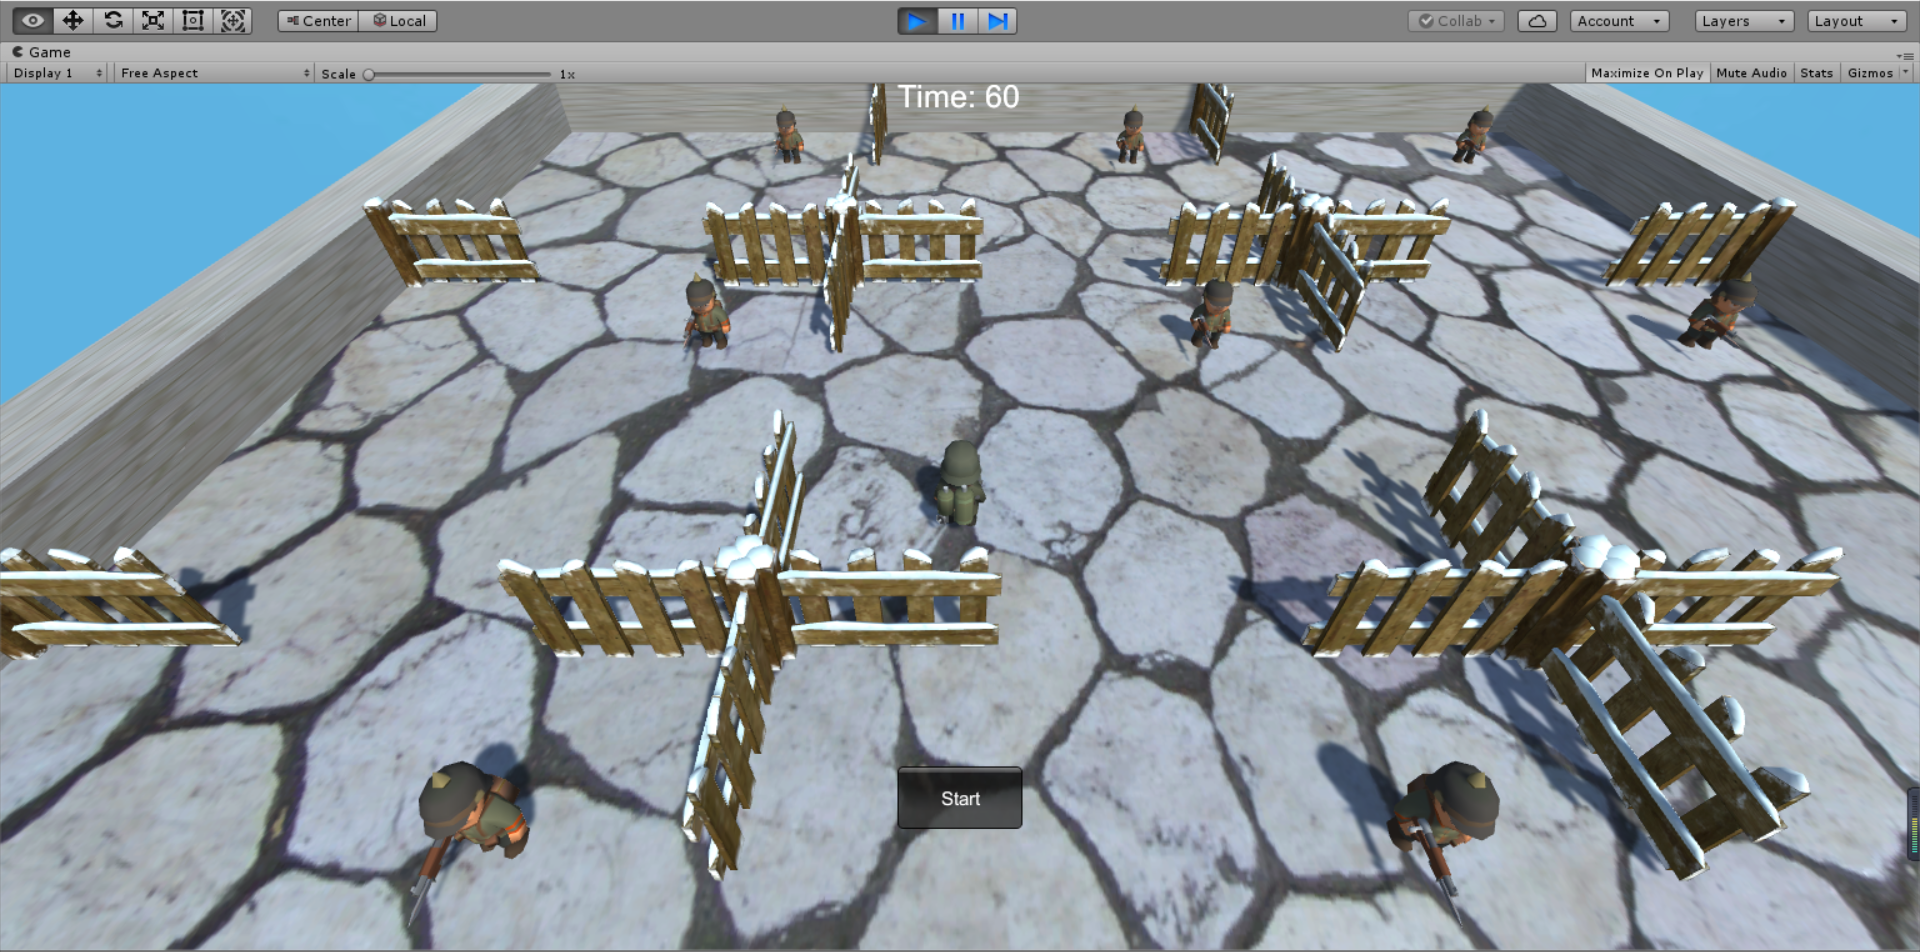 Center Local Collab Account Layers Layout
Game
Display 1 Free Aspect Scale 1x Maximize On Play Mute Audio Stats Gizmos
Time: 60
Start